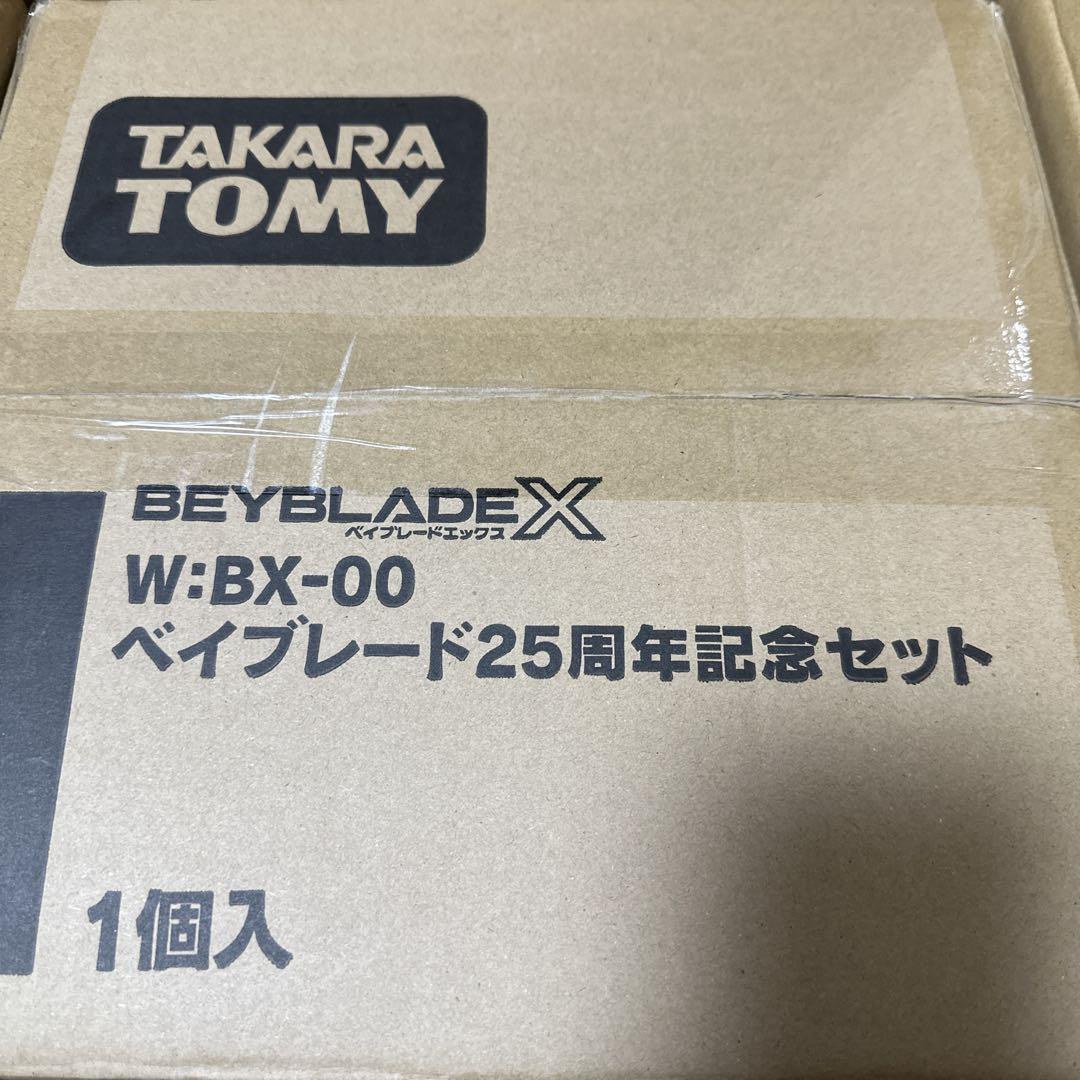 TAKARA
TOMY
BEYBLADE X
ベイブレードエックス
W:BX-00
ベイブレード25周年記念セット
1個入